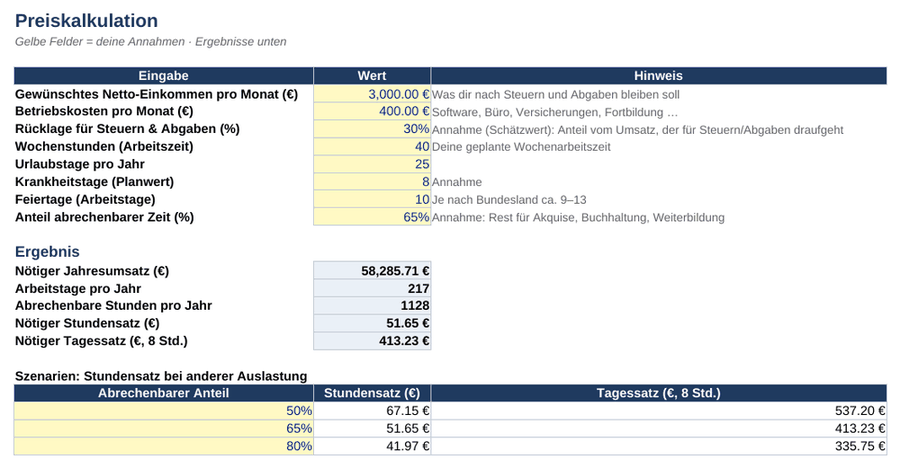 Preiskalkulation
Gelbe Felder = deine Annahmen · Ergebnisse unten
Eingabe Wert Hinweis
Gewünschtes Netto-Einkommen pro Monat (€) 3,000.00 € Was dir nach Steuern und Abgaben bleiben soll
Betriebskosten pro Monat (€) 400.00 € Software, Büro, Versicherungen, Fortbildung …
Rücklage für Steuern & Abgaben (%) 30% Annahme (Schätzwert): Anteil vom Umsatz, der für Steuern/Abgaben draufgeht
Wochenstunden (Arbeitszeit) 40 Deine geplante Wochenarbeitszeit
Urlaubstage pro Jahr 25
Krankheitstage (Planwert) 8 Annahme
Feiertage (Arbeitstage) 10 Je nach Bundesland ca. 9–13
Anteil abrechenbarer Zeit (%) 65% Annahme: Rest für Akquise, Buchhaltung, Weiterbildung
Ergebnis
Nötiger Jahresumsatz (€) 58,285.71 €
Arbeitstage pro Jahr 217
Abrechenbare Stunden pro Jahr 1128
Nötiger Stundensatz (€) 51.65 €
Nötiger Tagessatz (€, 8 Std.) 413.23 €
Szenarien: Stundensatz bei anderer Auslastung
Abrechenbarer Anteil Stundensatz (€) Tagessatz (€, 8 Std.)
50% 67.15 € 537.20 €
65% 51.65 € 413.23 €
80% 41.97 € 335.75 €